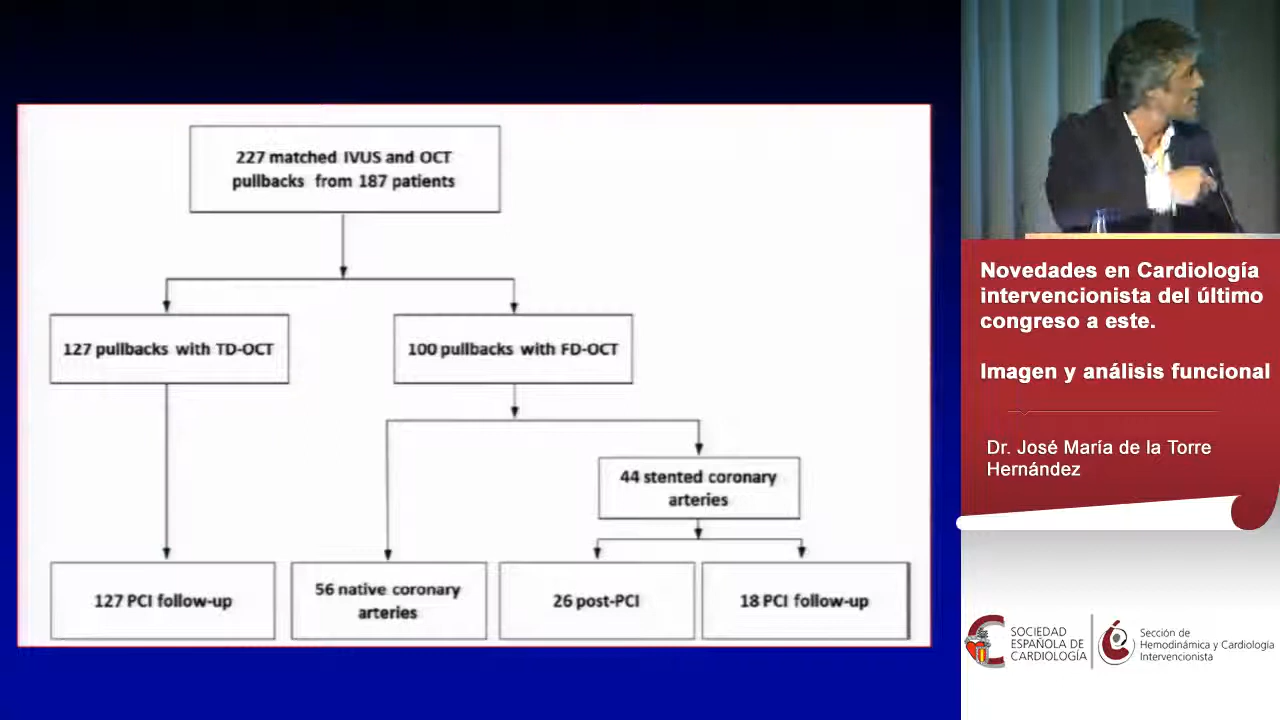 227 matched IVUS and OCT
pullbacks from 187 patients
127 pullbacks with TD-OCT
100 pullbacks with FD-OCT
44 stented coronary
arteries
127 PCI follow-up
56 native coronary
arteries
26 post-PCI
18 PCI follow-up
Novedades en Cardiología
intervencionista del último
congreso a este.
Imagen y análisis funcional
Dr. José María de la Torre
Hernández
SOCIEDAD
ESPAÑOLA DE
CARDIOLOGÍA
Sección de
Hemodinámica y Cardiología
Intervencionista